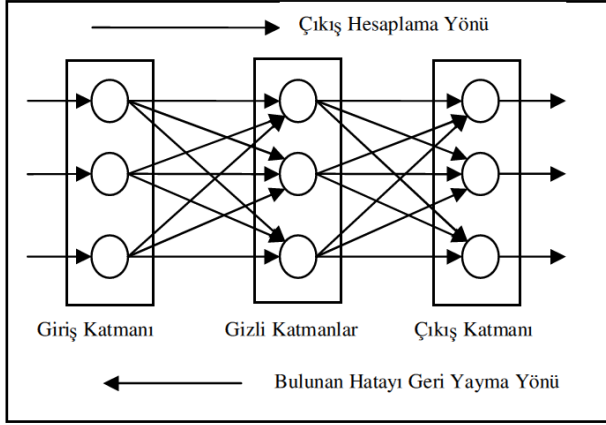 Çıkış Hesaplama Yönü
Giriş Katmanı
Gizli Katmanlar
Çıkış Katmanı
Bulunan Hatayı Geri Yayma Yönü